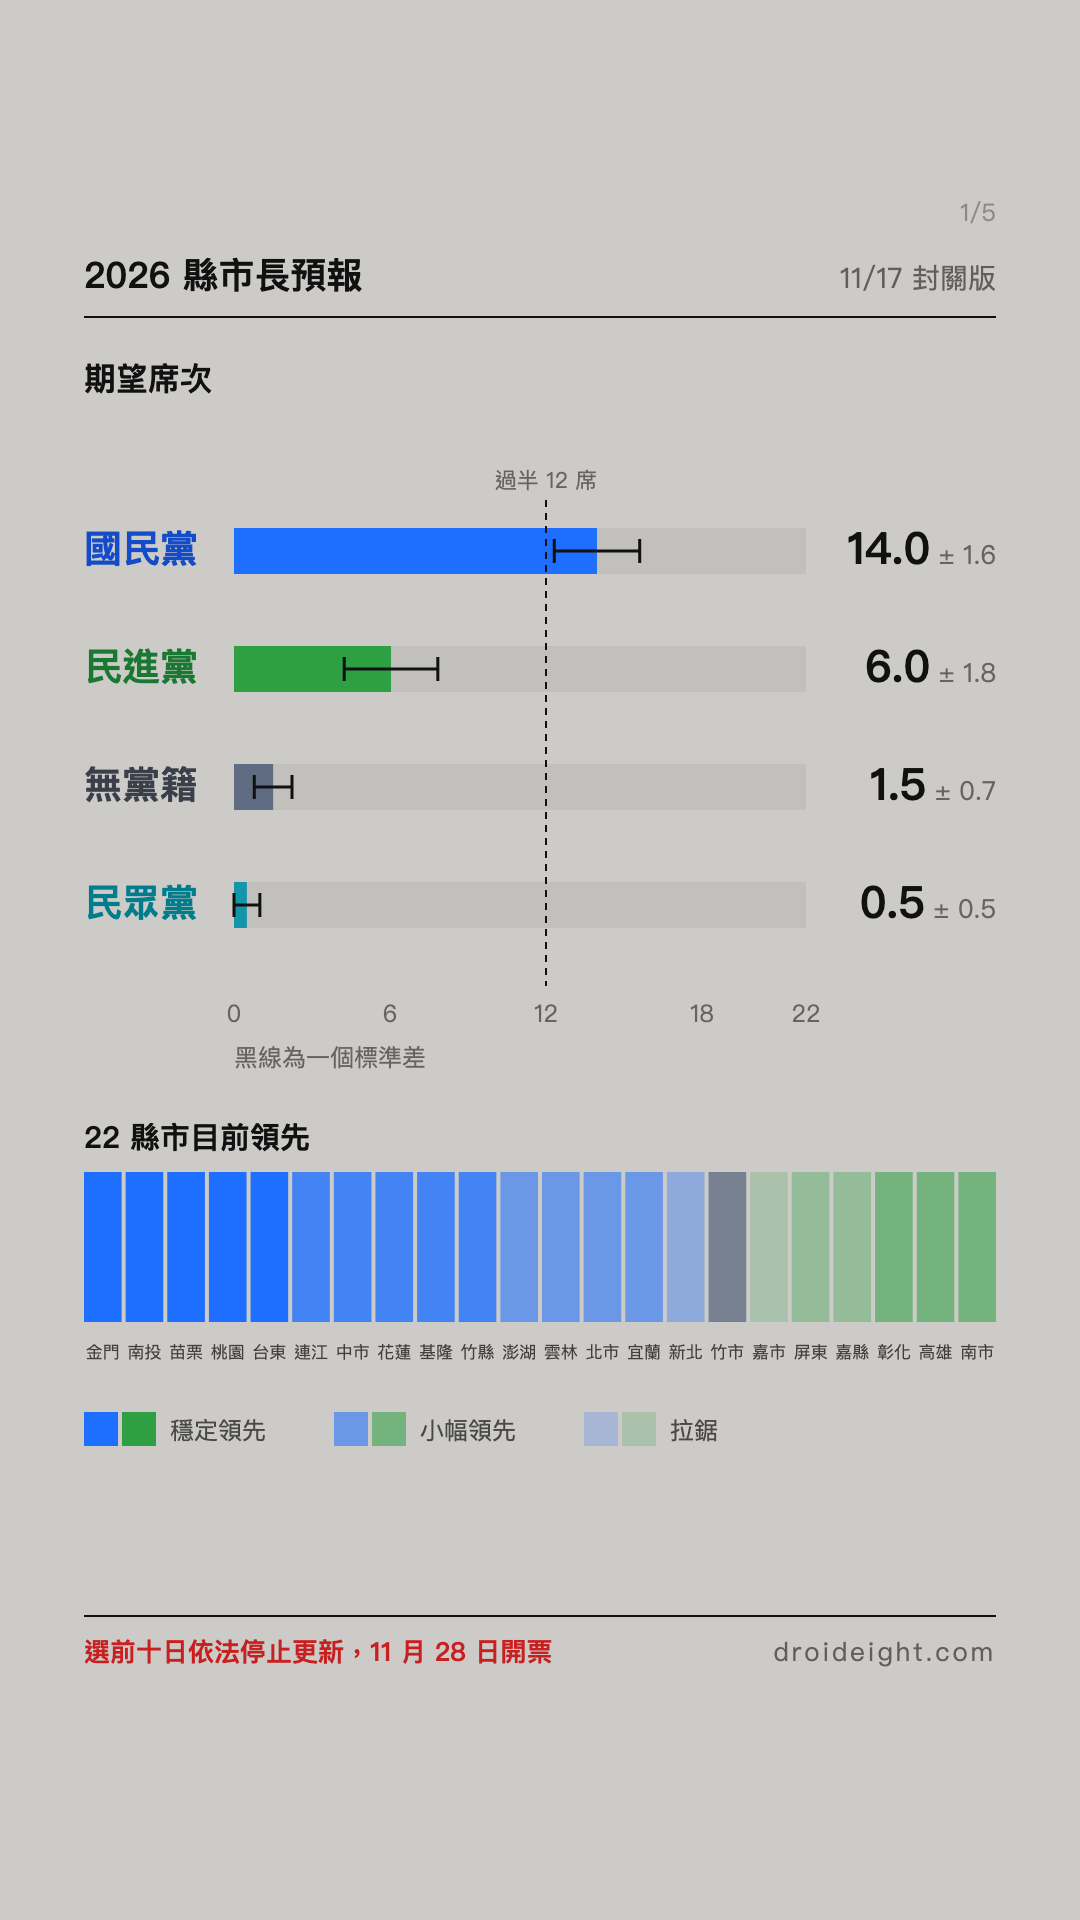 1/5
2026 縣市長預報
11/17 封關版
期望席次
過半 12 席
國民黨 14.0 ± 1.6
民進黨 6.0 ± 1.8
無黨籍 1.5 ± 0.7
民眾黨 0.5 ± 0.5
0 6 12 18 22
黑線為一個標準差
22 縣市目前領先
金門 南投 苗栗 桃園 台東 連江 中市 花蓮 基隆 竹縣 澎湖 雲林 北市 宜蘭 新北 竹市 嘉市 屏東 嘉縣 彰化 高雄 南市
穩定領先 小幅領先 拉鋸
選前十日依法停止更新，11 月 28 日開票
droideight.com